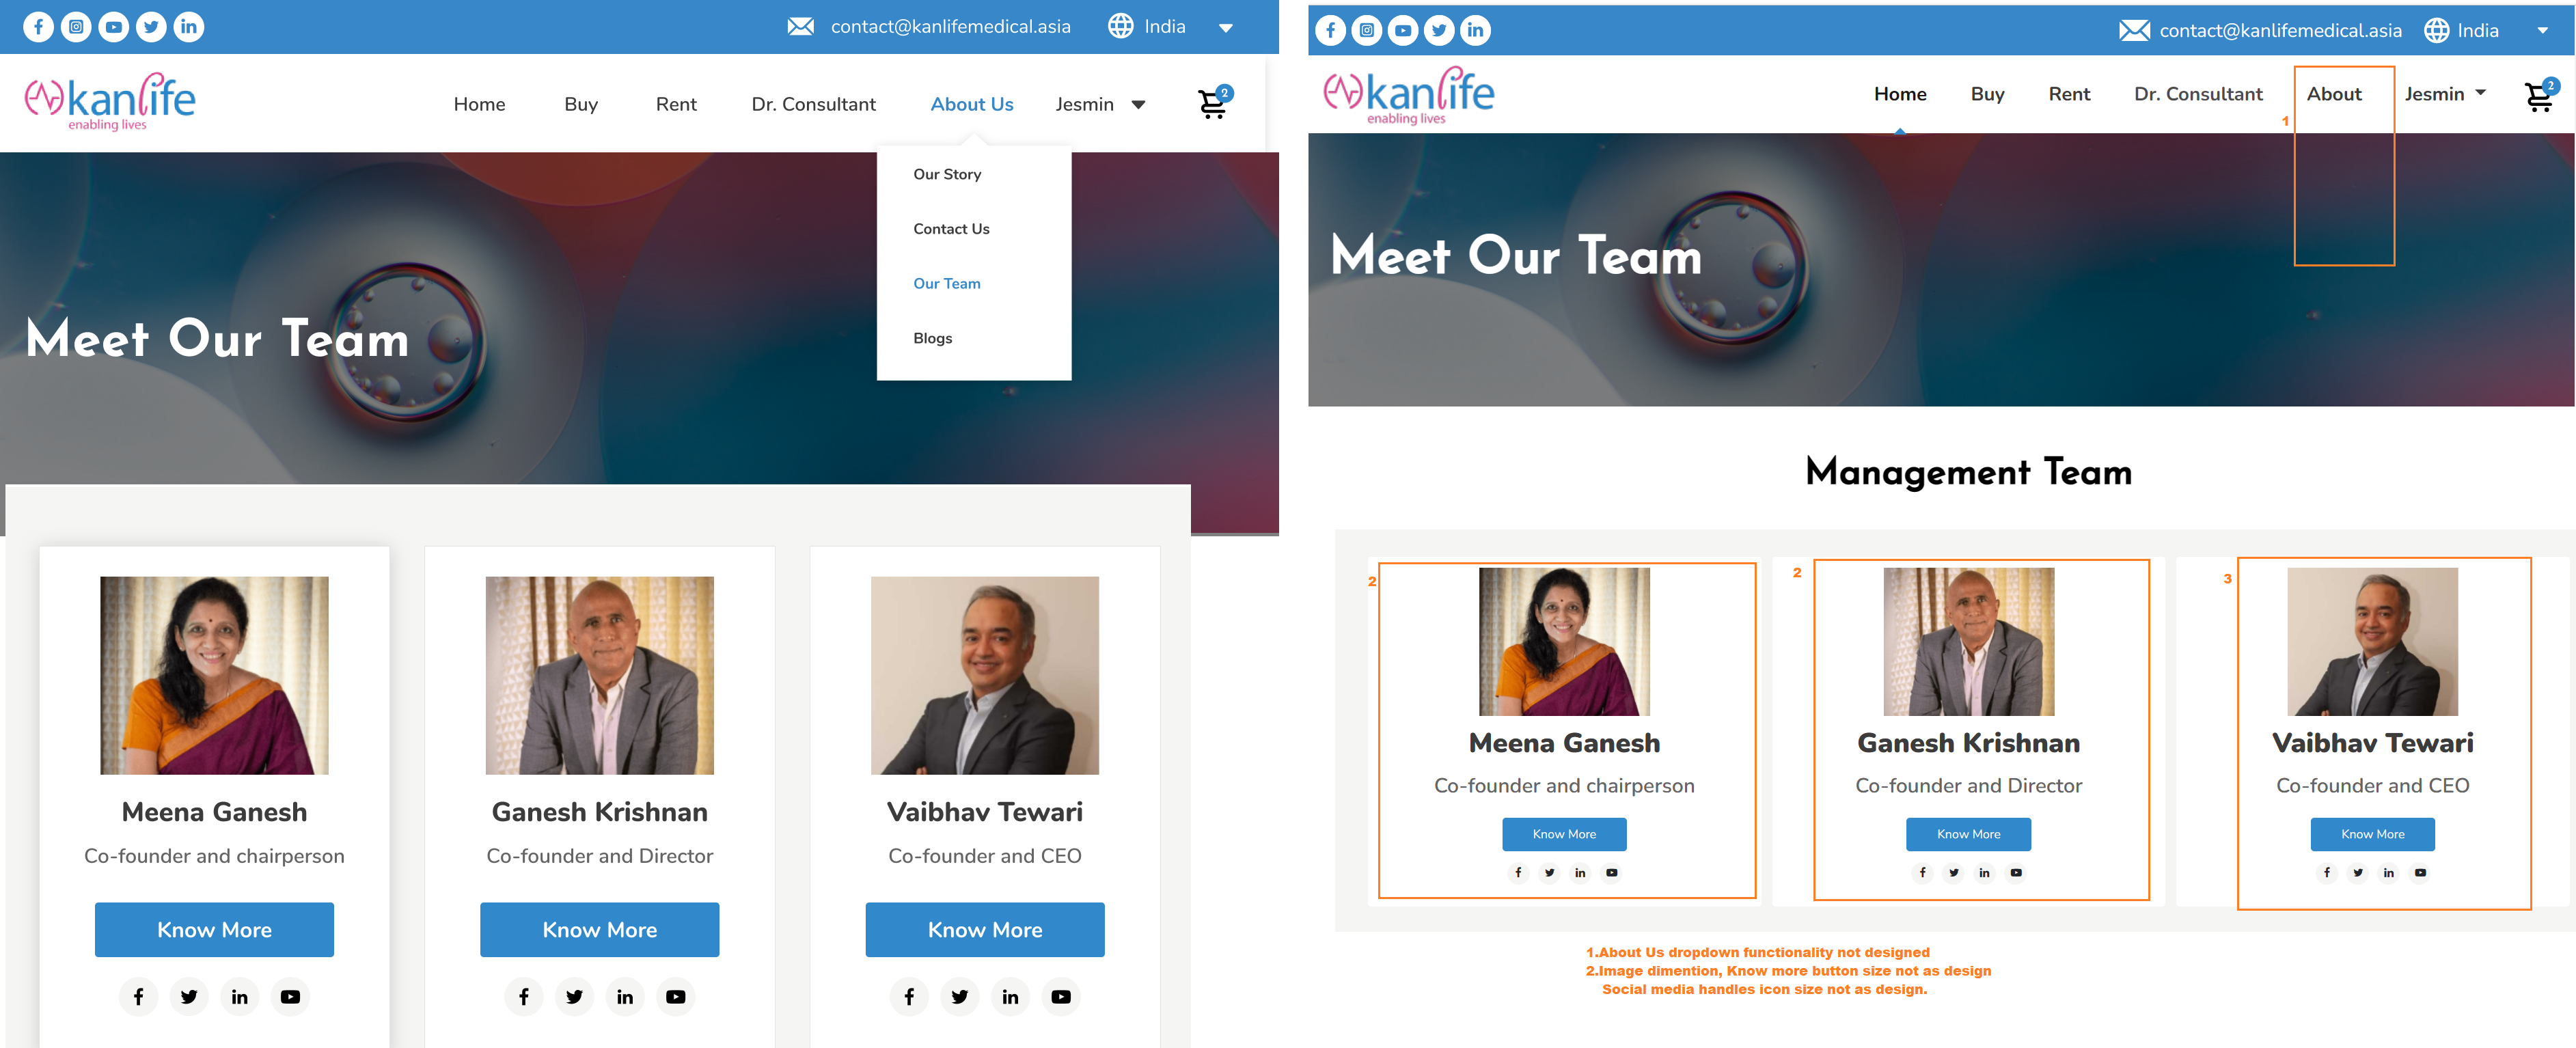 contact@kanlifemedical.asia India
kanlife
enabling lives
Home Buy Rent Dr. Consultant About Us Jesmin 2
Our Story
Contact Us
Our Team
Blogs
Meet Our Team
Meena Ganesh
Co-founder and chairperson
Know More
Ganesh Krishnan
Co-founder and Director
Know More
Vaibhav Tewari
Co-founder and CEO
Know More
contact@kanlifemedical.asia India
kanlife
enabling lives
Home Buy Rent Dr. Consultant About Jesmin 2
1
Meet Our Team
Management Team
2
Meena Ganesh
Co-founder and chairperson
Know More
2
Ganesh Krishnan
Co-founder and Director
Know More
3
Vaibhav Tewari
Co-founder and CEO
Know More
1.About Us dropdown functionality not designed
2.Image dimention, Know more button size not as design
Social media handles icon size not as design.